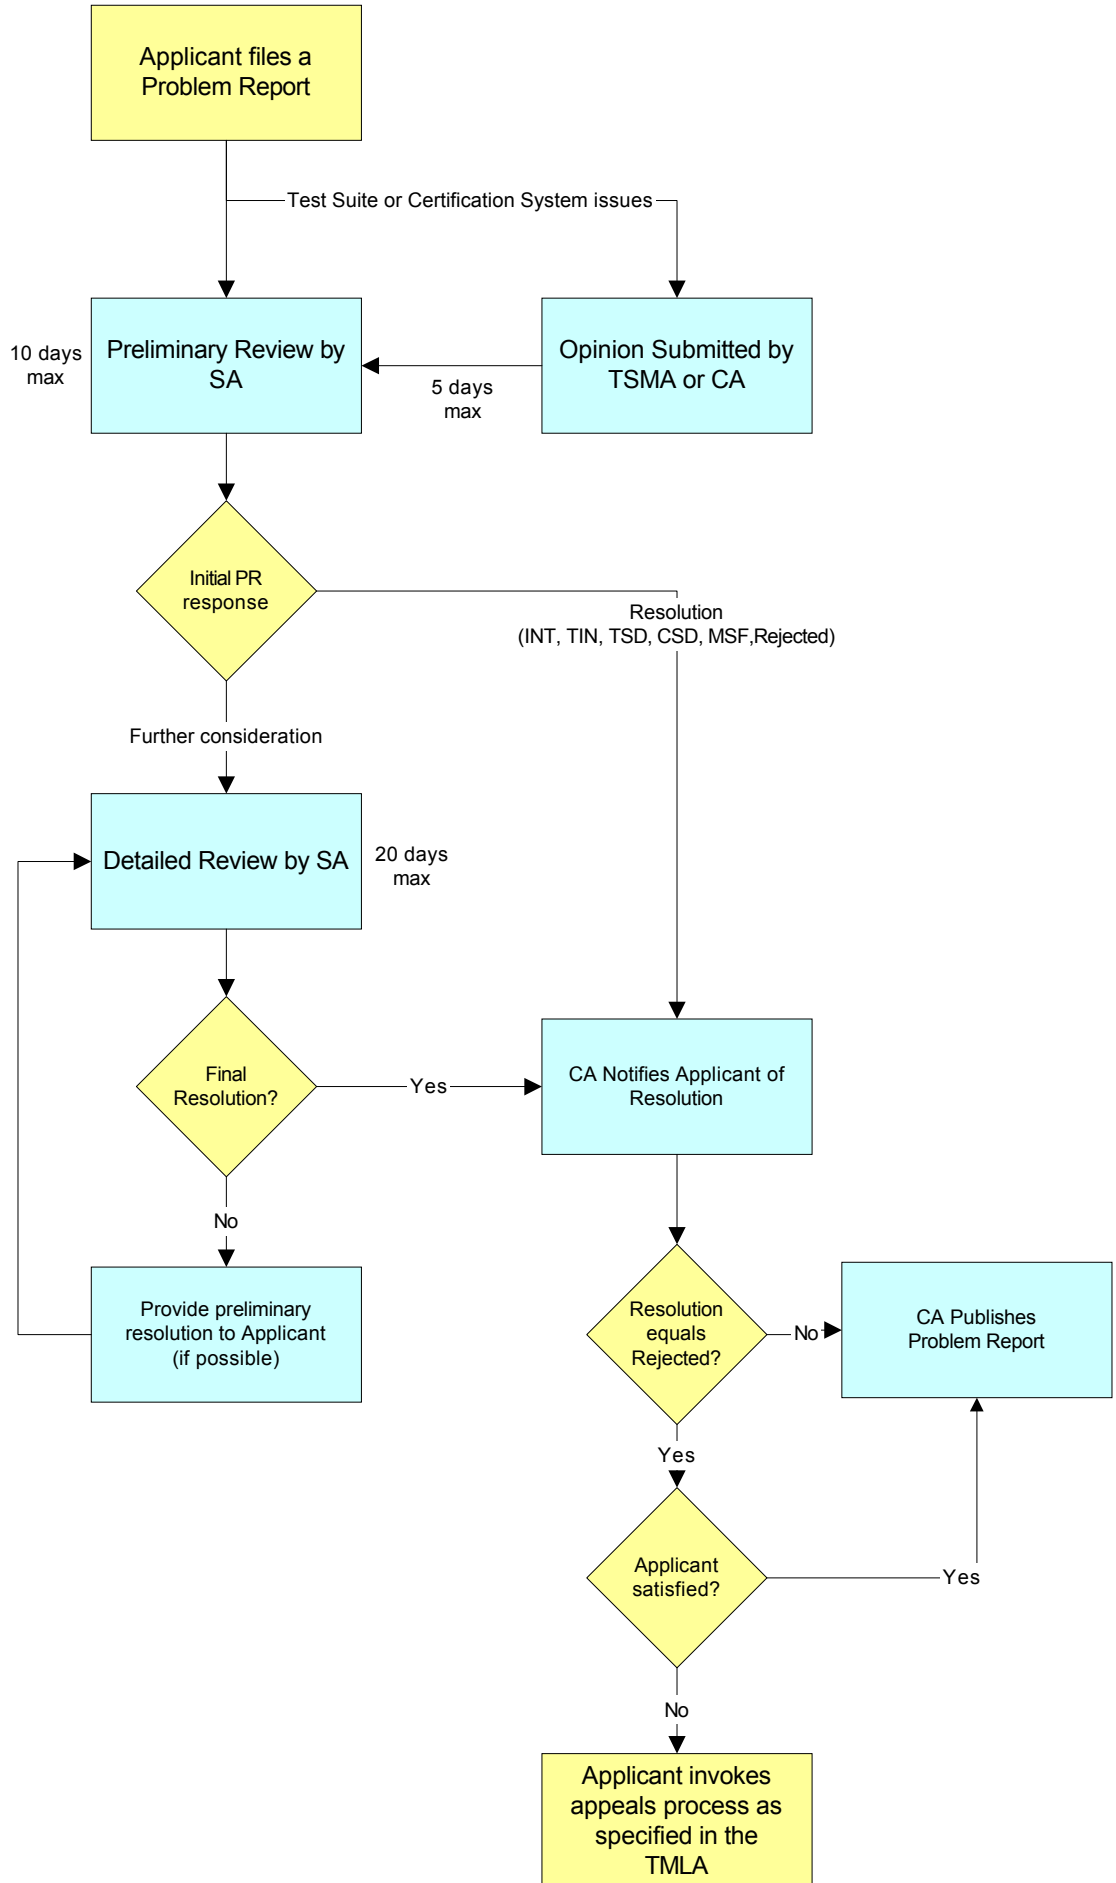 Applicant files a
Problem Report
Test Suite or Certification System issues
10 days
max
Preliminary Review by
SA
5 days
max
Opinion Submitted by
TSMA or CA
Initial PR
response
Resolution
(INT, TIN, TSD, CSD, MSF,Rejected)
Further consideration
Detailed Review by SA
20 days
max
Final
Resolution?
Yes
CA Notifies Applicant of
Resolution
No
Provide preliminary
resolution to Applicant
(if possible)
Resolution
equals
Rejected?
No
CA Publishes
Problem Report
Yes
Applicant
satisfied?
Yes
No
Applicant invokes
appeals process as
specified in the
TMLA